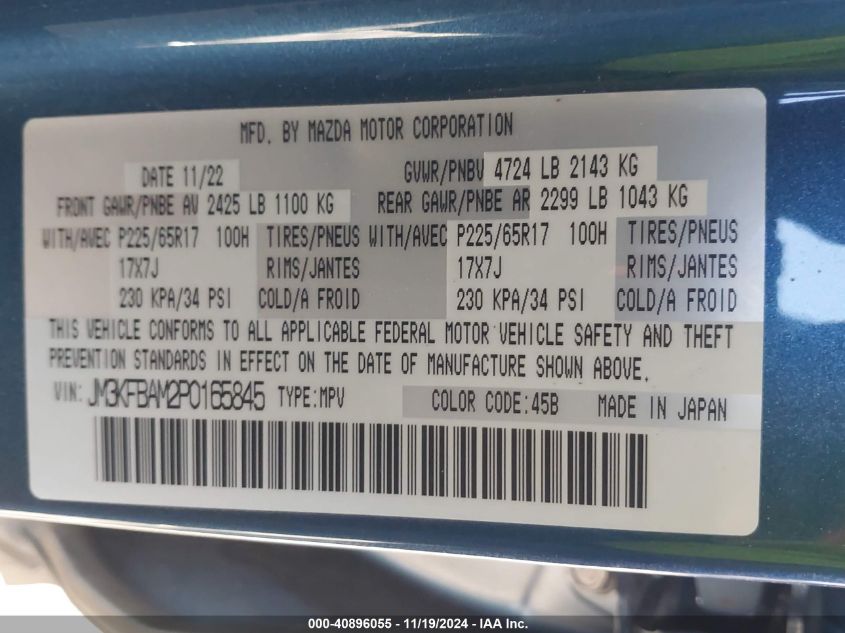 MFD. BY MAZDA MOTOR CORPORATION
DATE 11/22 GVWR/PNBV 4724 LB 2143 KG
FRONT GAWR/PNBE AV 2425 LB 1100 KG REAR GAWR/PNBE AR 2299 LB 1043 KG
WITH/AVEC P225/65R17 100H TIRES/PNEUS WITH/AVEC P225/65R17 100H TIRES/PNEUS
17X7J RIMS/JANTES 17X7J RIMS/JANTES
230 KPA/34 PSI COLD/A FROID 230 KPA/34 PSI COLD/A FROID
THIS VEHICLE CONFORMS TO ALL APPLICABLE FEDERAL MOTOR VEHICLE SAFETY AND THEFT
PREVENTION STANDARDS IN EFFECT ON THE DATE OF MANUFACTURE SHOWN ABOVE.
VIN: JM3KFBAM2P0165845 TYPE:MPV COLOR CODE:45B MADE IN JAPAN
000-40896055 - 11/19/2024 - IAA Inc.